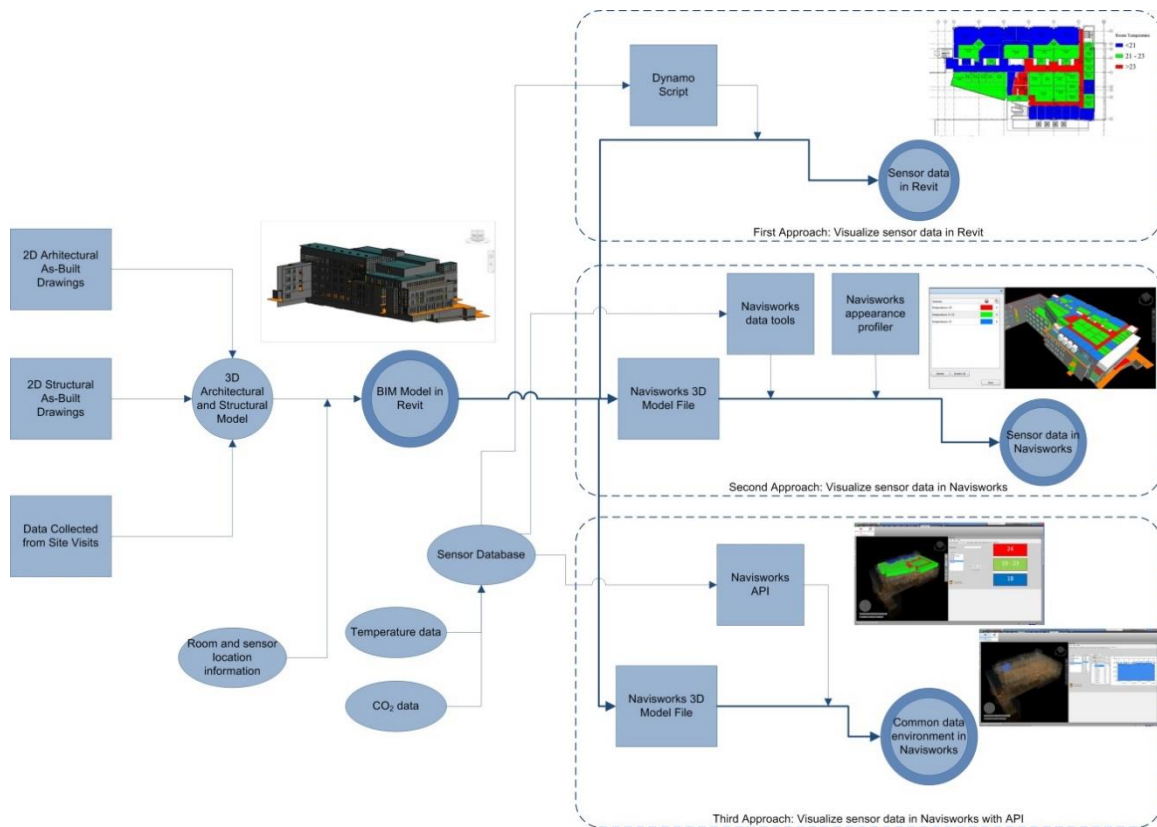 Room Temperature
<21
21 - 23
>23
Dynamo
Script
Sensor data
in Revit
First Approach: Visualize sensor data in Revit
2D Arhitectural
As-Built
Drawings
2D Structural
As-Built
Drawings
Data Collected
from Site Visits
3D
Architectural
and Structural
Model
BIM Model in
Revit
Room and sensor
location
information
Sensor Database
Temperature data
CO₂ data
Navisworks
data tools
Navisworks
appearance
profiler
Navisworks 3D
Model File
Sensor data in
Navisworks
Second Approach: Visualize sensor data in Navisworks
Navisworks
API
Navisworks 3D
Model File
Common data
environment in
Navisworks
Third Approach: Visualize sensor data in Navisworks with API